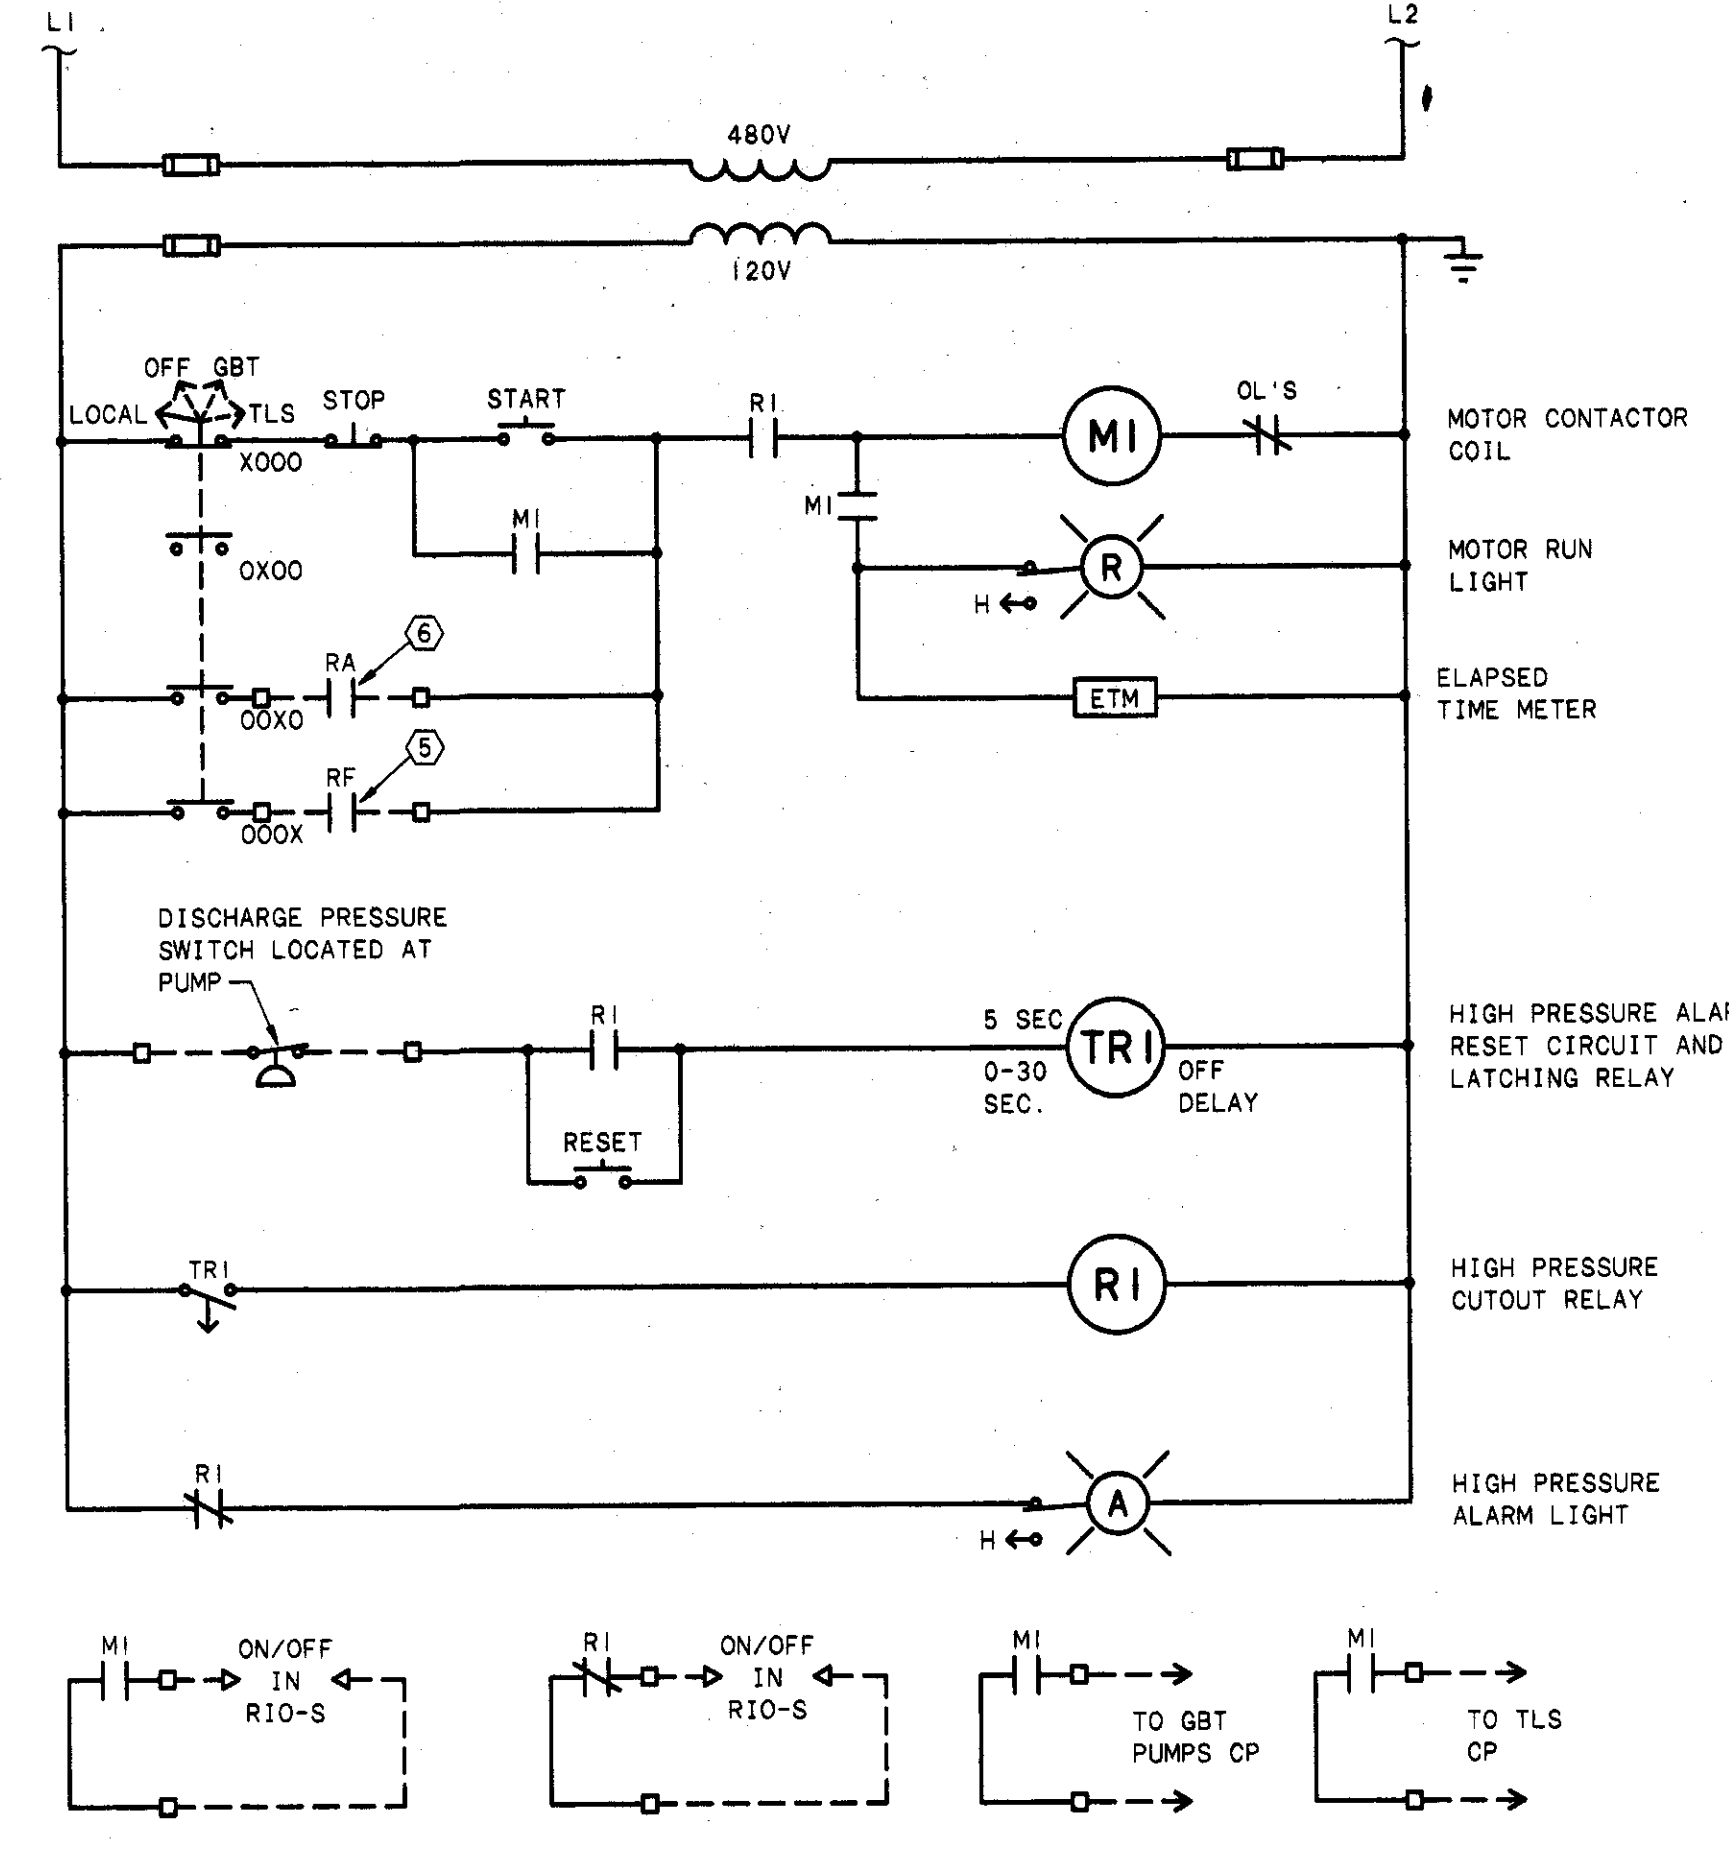 L1
L2
480V
120V
OFF GBT
LOCAL TLS
STOP
START
R1
OL'S
M1
MOTOR CONTACTOR
COIL
X000
M1
M1
0X00
R
H
MOTOR RUN
LIGHT
6
RA
00X0
ETM
ELAPSED
TIME METER
5
RF
000X
DISCHARGE PRESSURE
SWITCH LOCATED AT
PUMP
R1
5 SEC
0-30
SEC.
TR1
OFF
DELAY
HIGH PRESSURE ALAR
RESET CIRCUIT AND
LATCHING RELAY
RESET
TR1
R1
HIGH PRESSURE
CUTOUT RELAY
R1
A
H
HIGH PRESSURE
ALARM LIGHT
M1
ON/OFF
IN
RIO-S
R1
ON/OFF
IN
RIO-S
M1
TO GBT
PUMPS CP
M1
TO TLS
CP